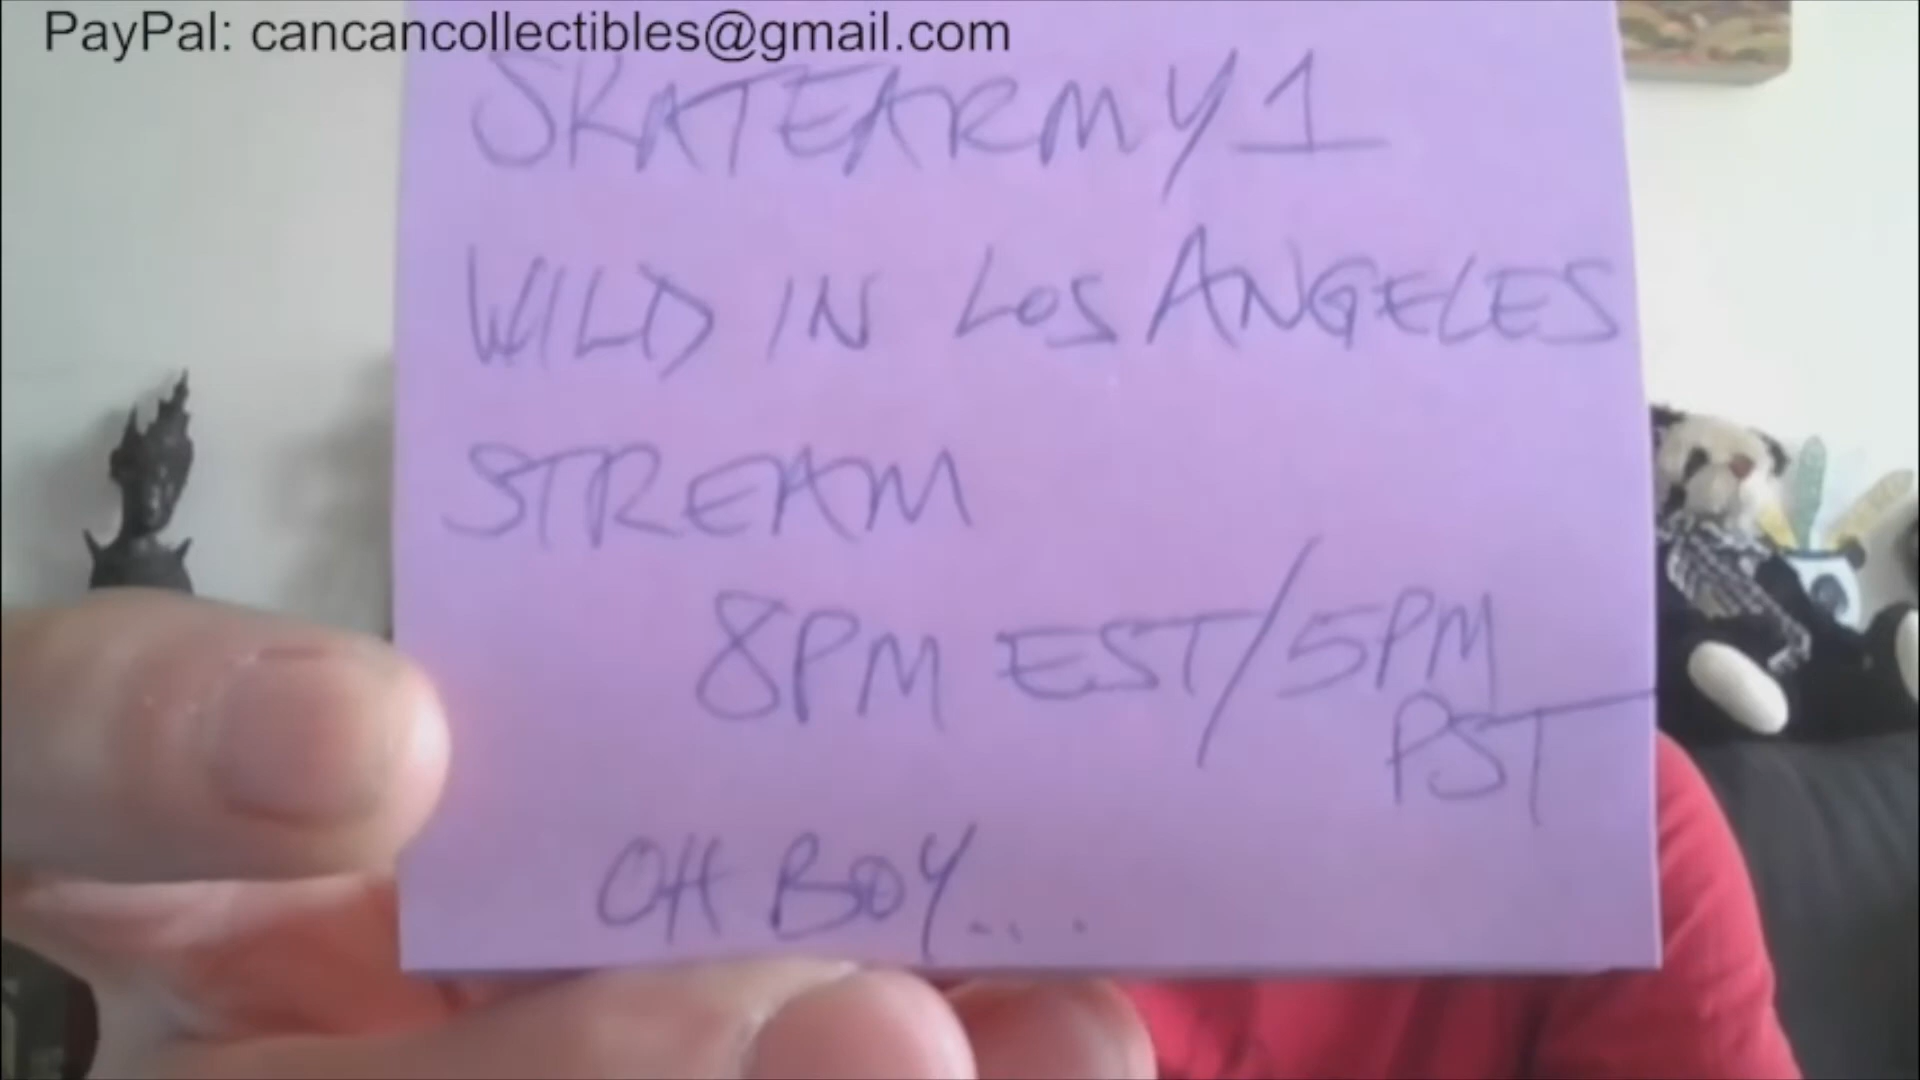 PayPal: cancancollectibles@gmail.com
SKATEARMY1
WILD IN LOS ANGELES
STREAM
8PM EST/5PM
PST
OH BOY...